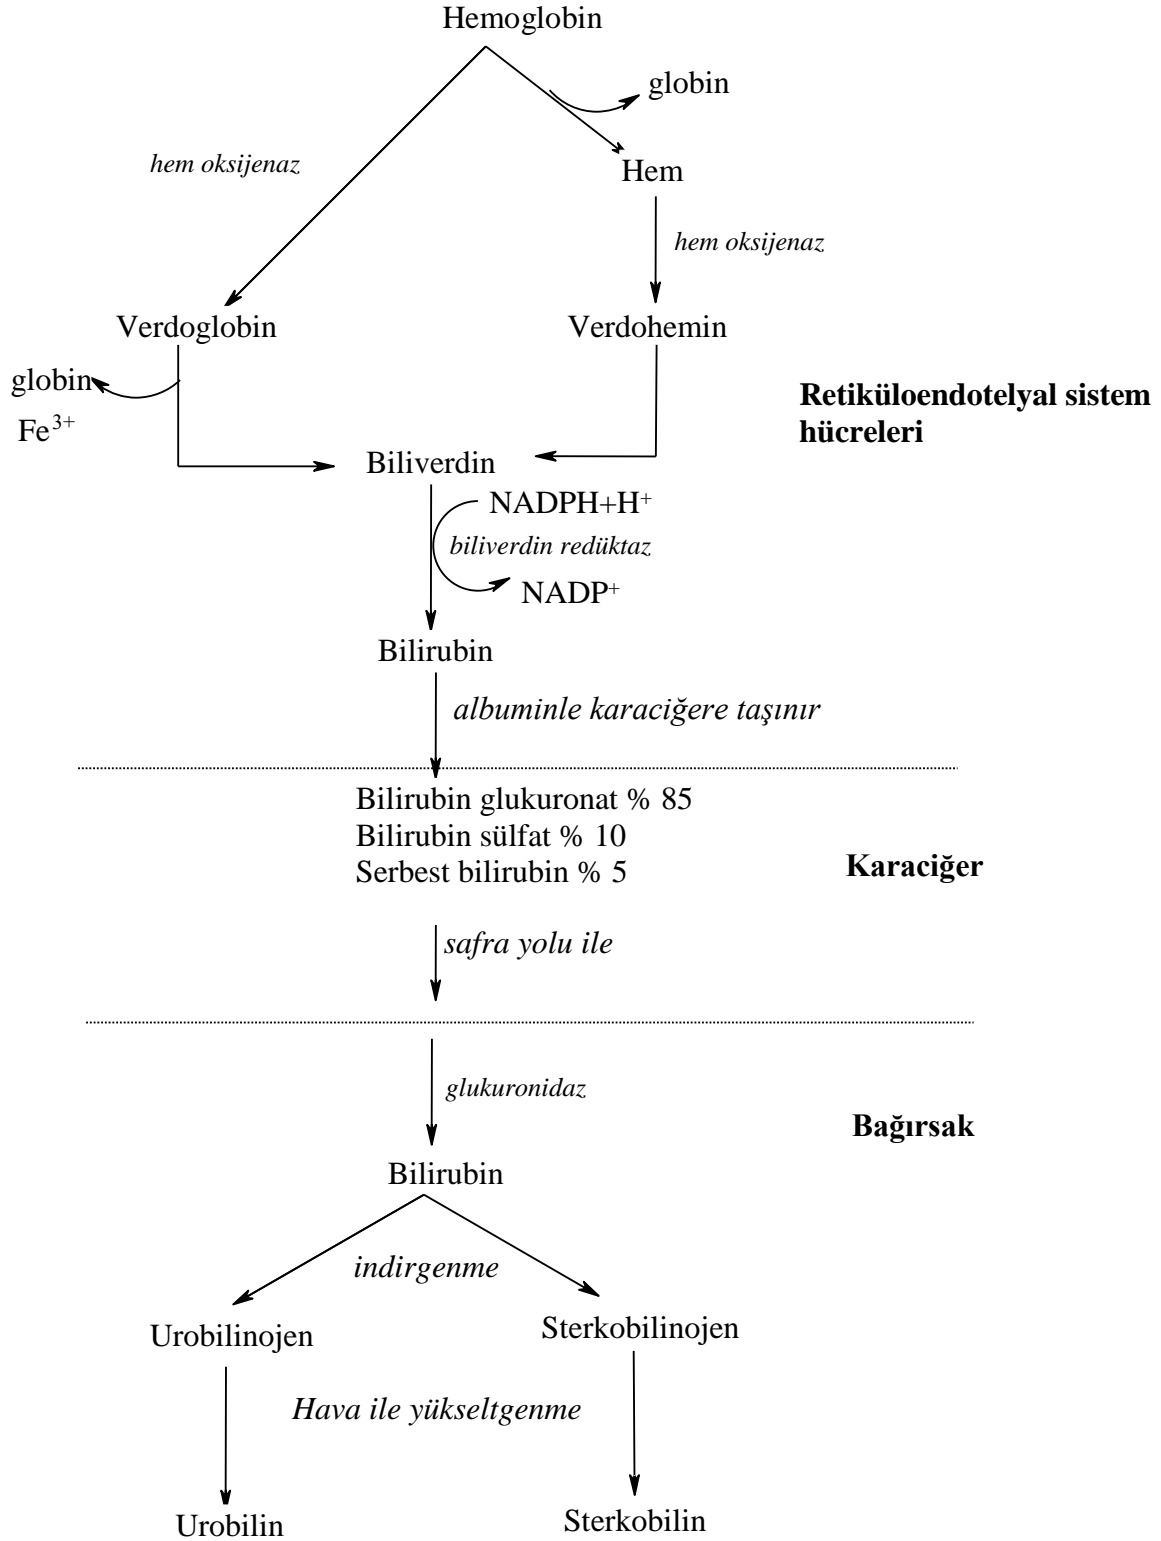 Hemoglobin
globin
hem oksijenaz
Hem
hem oksijenaz
Verdoglobin
Verdohemin
globin
Fe3+
Retiküloendotelyal sistem
hücreleri
Biliverdin
NADPH+H+
biliverdin redüktaz
NADP+
Bilirubin
albuminle karaciğere taşınır
Bilirubin glukuronat % 85
Bilirubin sülfat % 10
Serbest bilirubin % 5
Karaciğer
safra yolu ile
glukuronidaz
Bağırsak
Bilirubin
indirgenme
Urobilinojen
Sterkobilinojen
Hava ile yükseltgenme
Urobilin
Sterkobilin